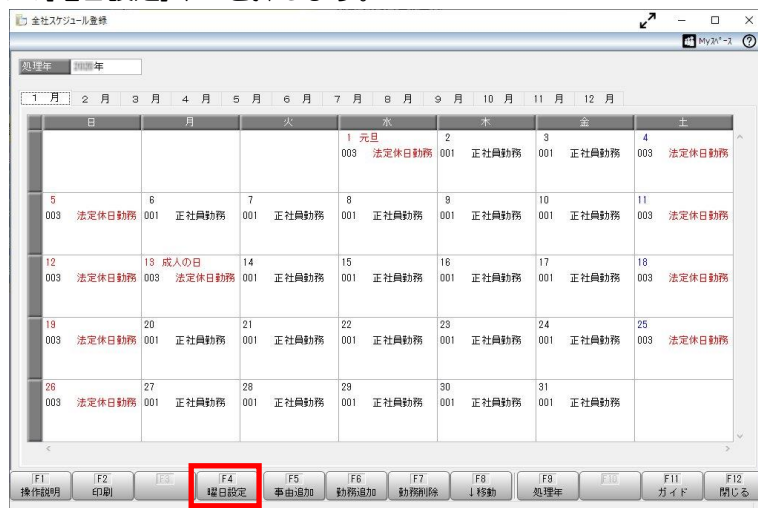 全社スケジュール登録
Myスペース
処理年 年
1 月 2 月 3 月 4 月 5 月 6 月 7 月 8 月 9 月 10 月 11 月 12 月
日 月 火 水 木 金 土
1 元旦 2 3 4
003 法定休日勤務 001 正社員勤務 001 正社員勤務 003 法定休日勤務
5 6 7 8 9 10 11
003 法定休日勤務 001 正社員勤務 001 正社員勤務 001 正社員勤務 001 正社員勤務 001 正社員勤務 003 法定休日勤務
12 13 成人の日 14 15 16 17 18
003 法定休日勤務 003 法定休日勤務 001 正社員勤務 001 正社員勤務 001 正社員勤務 001 正社員勤務 003 法定休日勤務
19 20 21 22 23 24 25
003 法定休日勤務 001 正社員勤務 001 正社員勤務 001 正社員勤務 001 正社員勤務 001 正社員勤務 003 法定休日勤務
26 27 28 29 30 31
003 法定休日勤務 001 正社員勤務 001 正社員勤務 001 正社員勤務 001 正社員勤務 001 正社員勤務
F1 F2 F3 F4 F5 F6 F7 F8 F9 F10 F11 F12
操作説明 印刷 曜日設定 事由追加 勤務追加 勤務削除 ↓移動 処理年 ガイド 閉じる